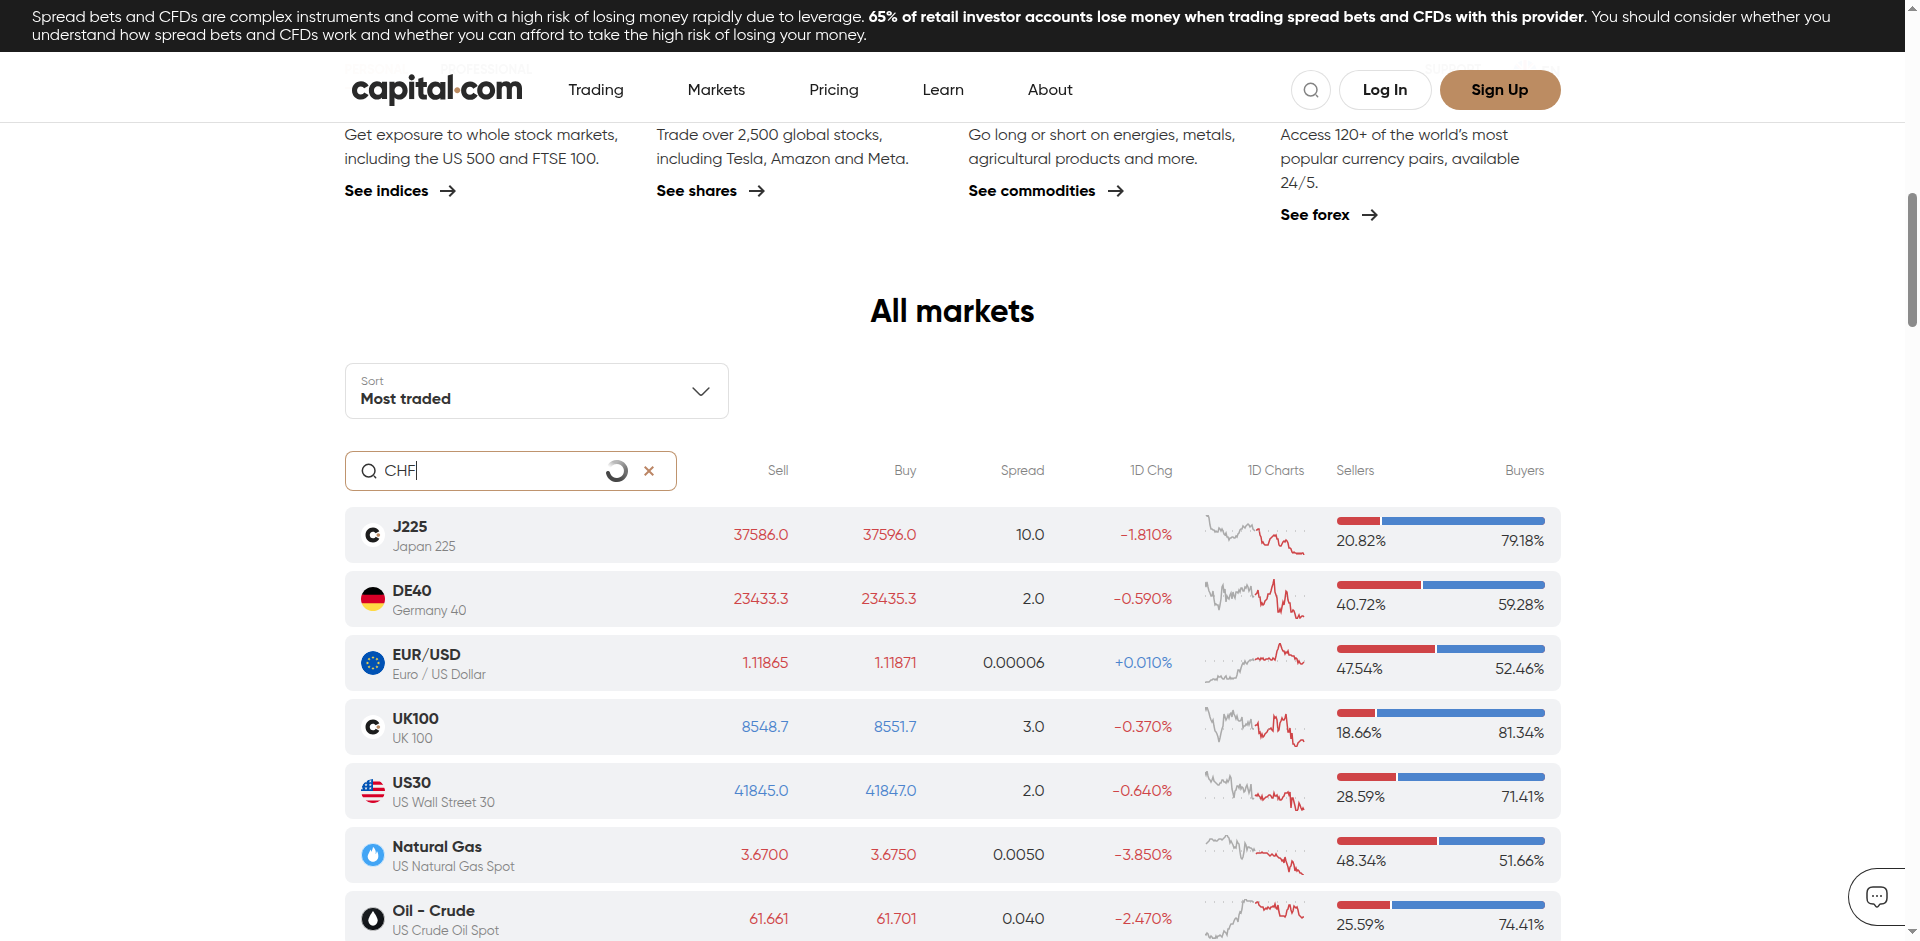 Spread bets and CFDs are complex instruments and come with a high risk of losing money rapidly due to leverage. 65% of retail investor accounts lose money when trading spread bets and CFDs with this provider. You should consider whether you
understand how spread bets and CFDs work and whether you can afford to take the high risk of losing your money.
capital.com
Trading
Markets
Pricing
Learn
About
Log In
Sign Up
Get exposure to whole stock markets,
including the US 500 and FTSE 100.
See indices
Trade over 2,500 global stocks,
including Tesla, Amazon and Meta.
See shares
Go long or short on energies, metals,
agricultural products and more.
See commodities
Access 120+ of the world's most
popular currency pairs, available
24/5.
See forex
All markets
Sort
Most traded
CHF
Sell
Buy
Spread
1D Chg
1D Charts
Sellers
Buyers
J225
Japan 225
37586.0
37596.0
10.0
-1.810%
20.82%
79.18%
DE40
Germany 40
23433.3
23435.3
2.0
-0.590%
40.72%
59.28%
EUR/USD
Euro / US Dollar
1.11865
1.11871
0.00006
+0.010%
47.54%
52.46%
UK100
UK 100
8548.7
8551.7
3.0
-0.370%
18.66%
81.34%
US30
US Wall Street 30
41845.0
41847.0
2.0
-0.640%
28.59%
71.41%
Natural Gas
US Natural Gas Spot
3.6700
3.6750
0.0050
-3.850%
48.34%
51.66%
Oil - Crude
US Crude Oil Spot
61.661
61.701
0.040
-2.470%
25.59%
74.41%